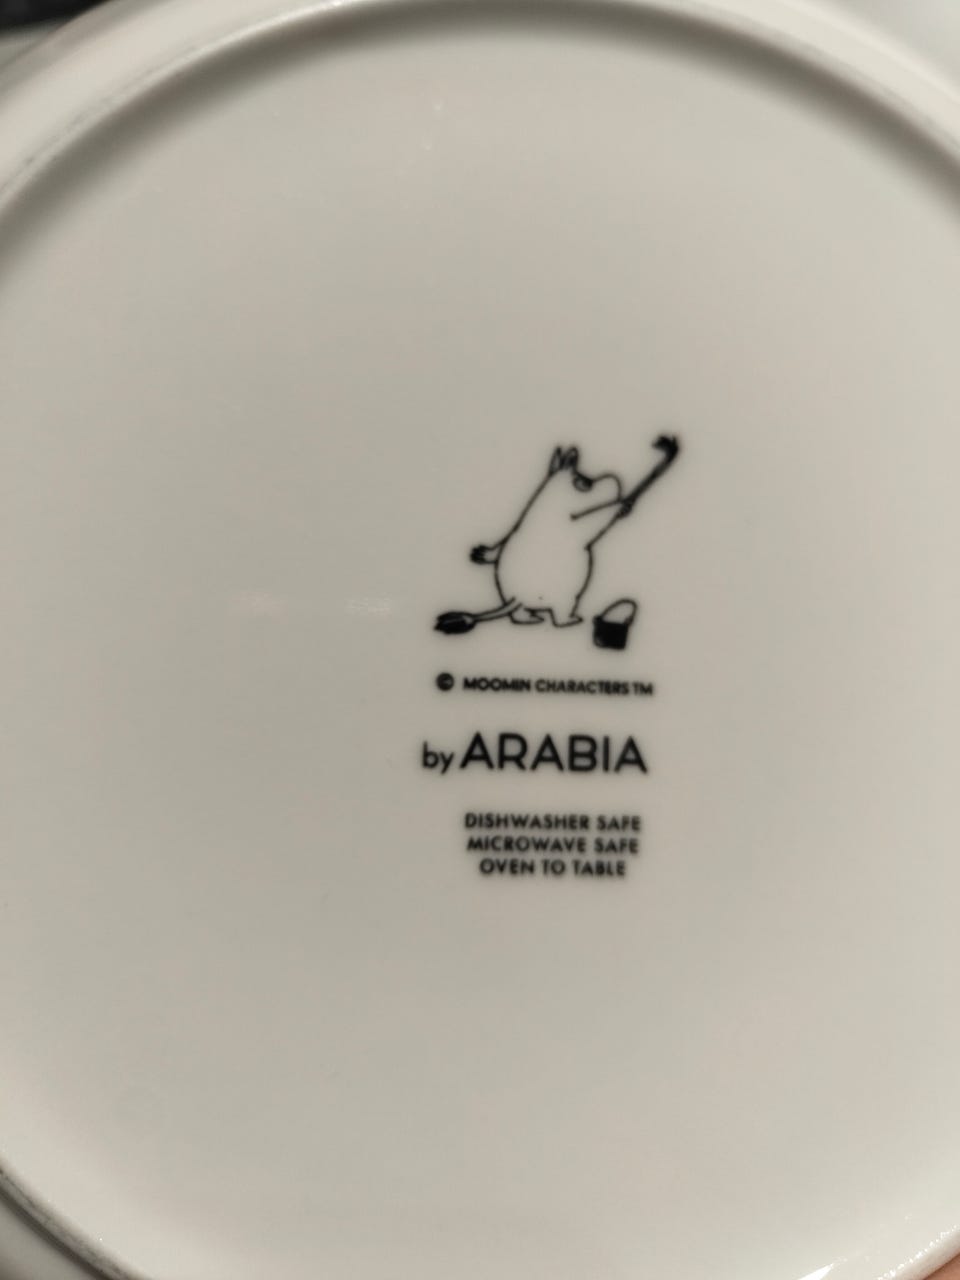 © MOOMIN CHARACTERS TM
by ARABIA
DISHWASHER SAFE
MICROWAVE SAFE
OVEN TO TABLE